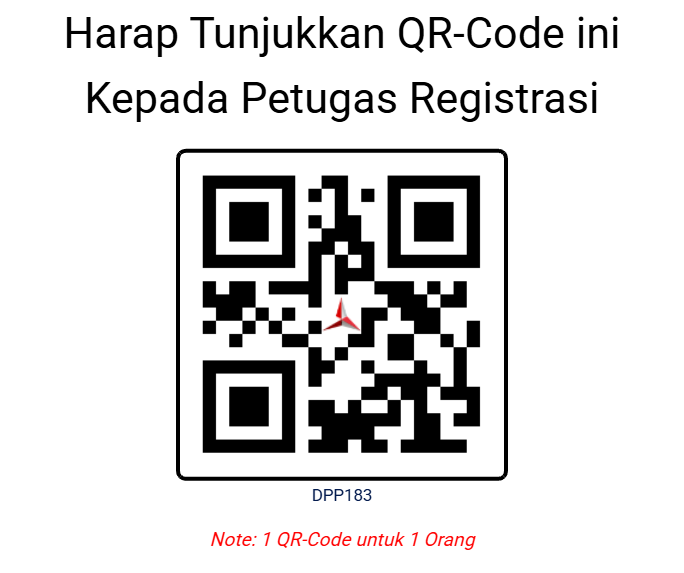 Harap Tunjukkan QR-Code ini
Kepada Petugas Registrasi
DPP183
Note: 1 QR-Code untuk 1 Orang